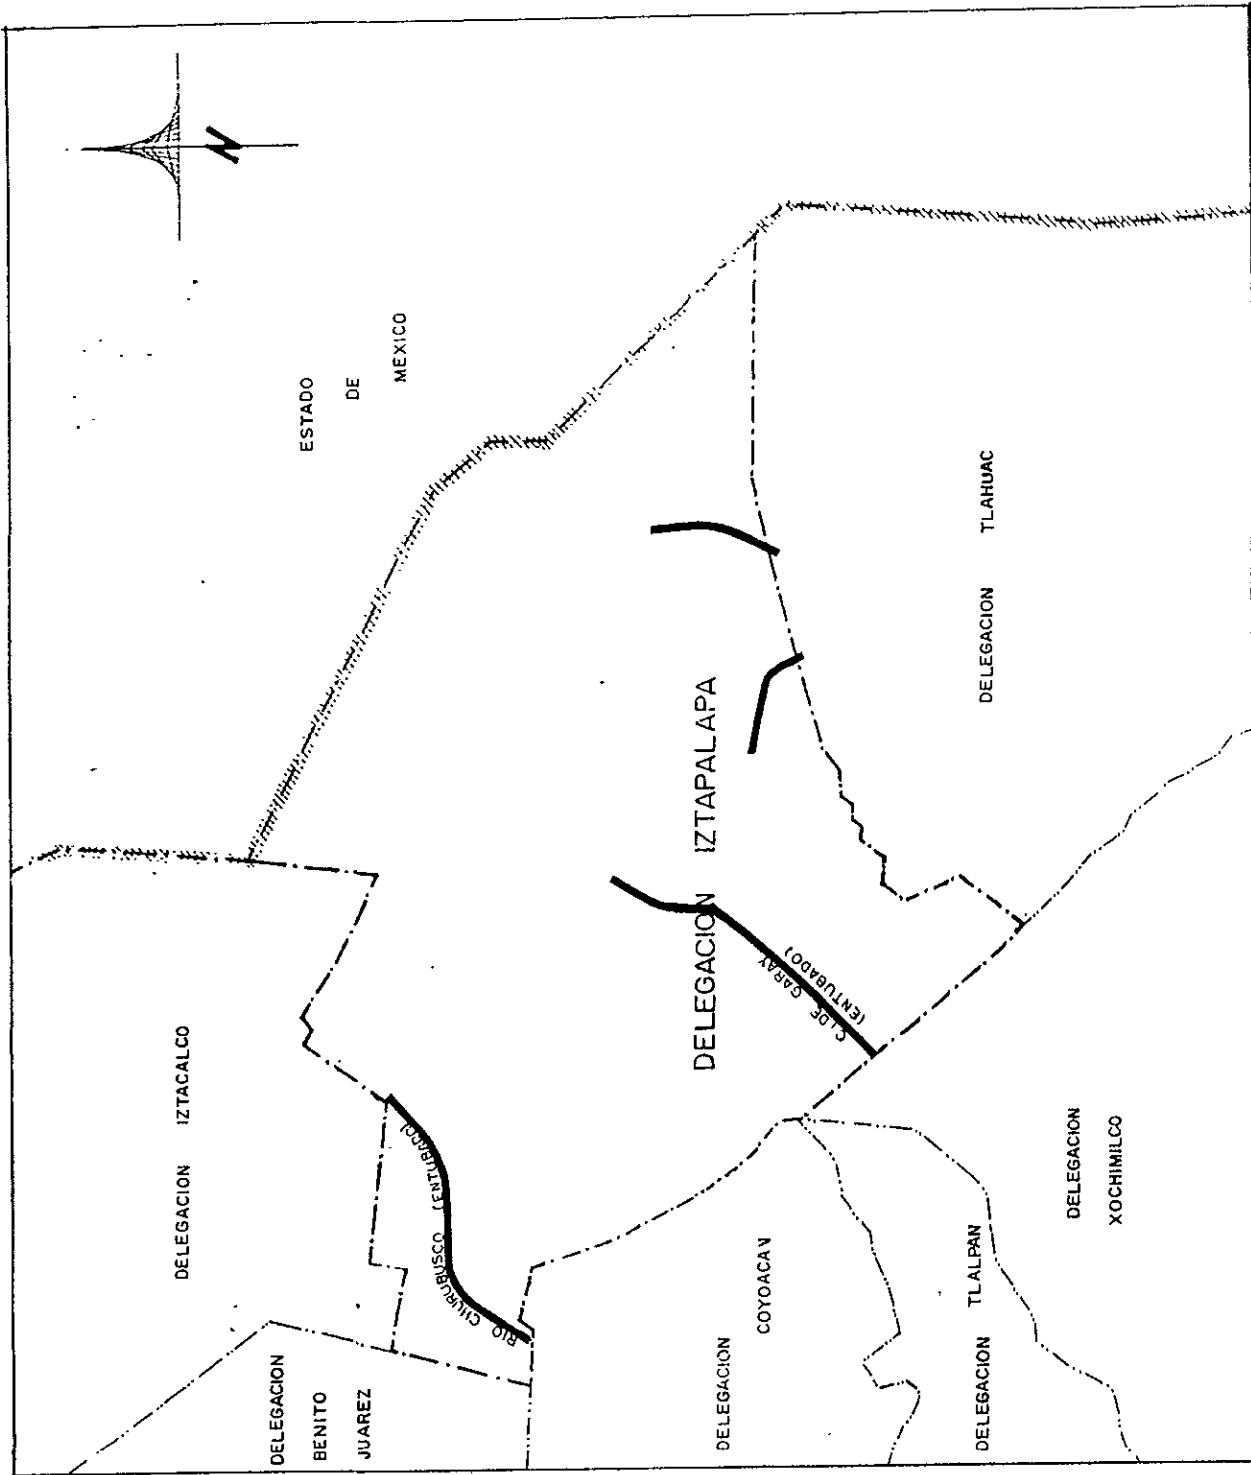 N
ESTADO
DE
MEXICO
DELEGACION IZTACALCO
DELEGACION
BENITO
JUAREZ
RIO CHURUBUSCO (ENTUBADO)
DELEGACION IZTAPALAPA
C. DE GARAY
(ENTUBADO)
DELEGACION TLAHUAC
DELEGACION
COYOACAN
DELEGACION TLALPAN
DELEGACION
XOCHIMILCO